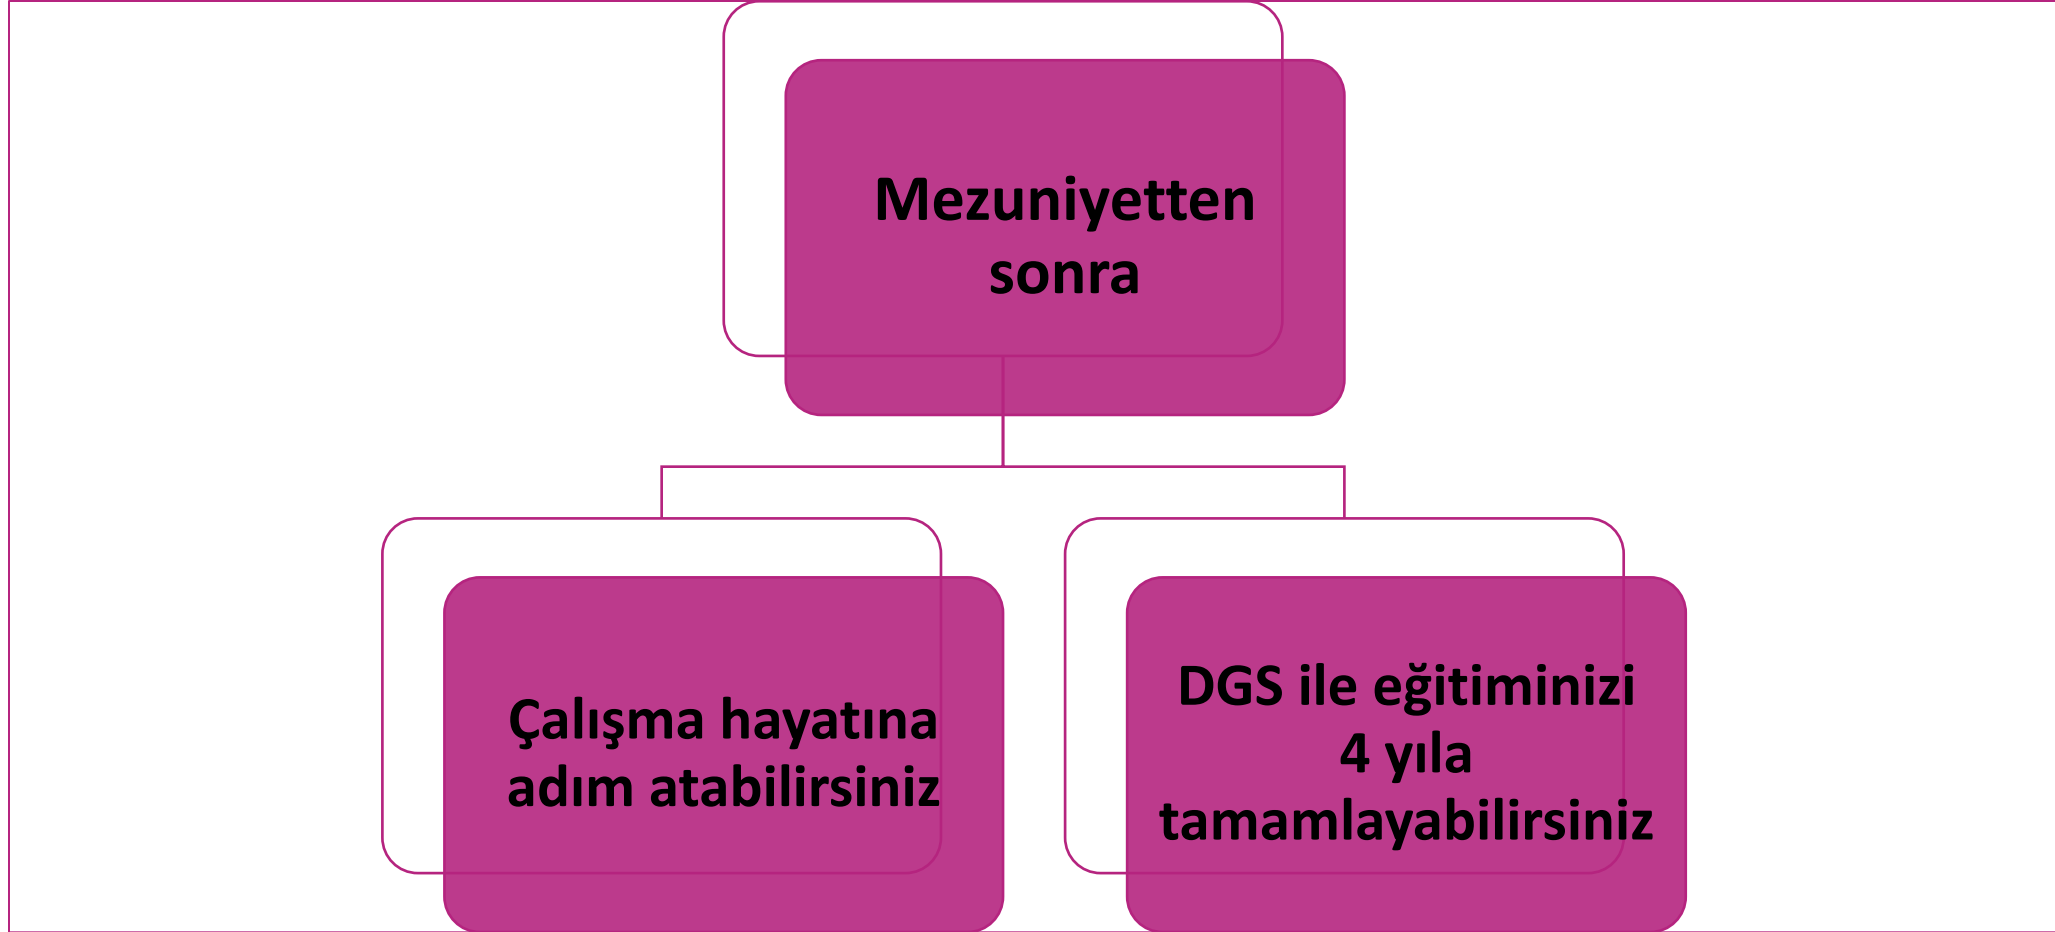 Mezuniyetten
sonra
Çalışma hayatına
adım atabilirsiniz
DGS ile eğitiminizi
4 yıla
tamamlayabilirsiniz